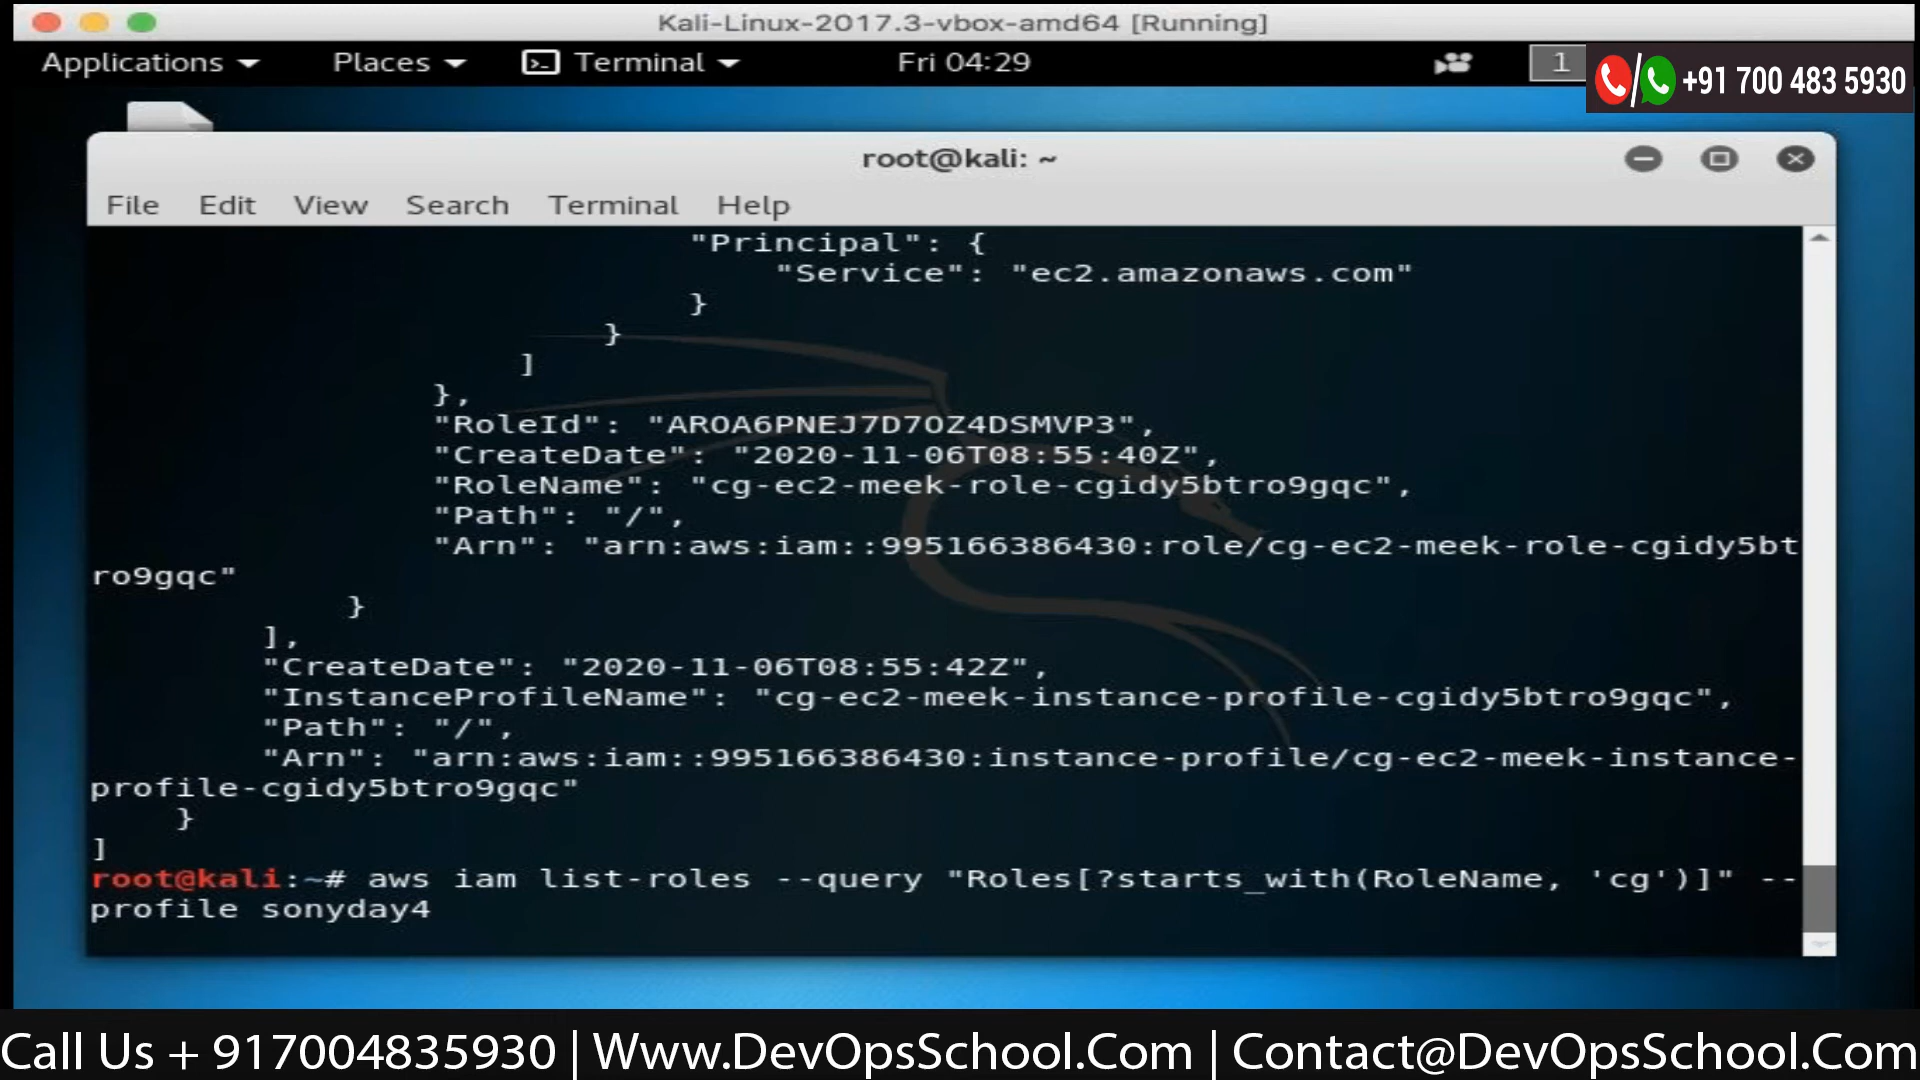 Kali-Linux-2017.3-vbox-amd64 [Running]
Applications Places Terminal Fri 04:29 1
+91 700 483 5930
root@kali: ~
File Edit View Search Terminal Help
"Principal": {
"Service": "ec2.amazonaws.com"
}
}
]
},
"RoleId": "AROA6PNEJ7D7OZ4DSMVP3",
"CreateDate": "2020-11-06T08:55:40Z",
"RoleName": "cg-ec2-meek-role-cgidy5btro9gqc",
"Path": "/",
"Arn": "arn:aws:iam::995166386430:role/cg-ec2-meek-role-cgidy5bt
ro9gqc"
}
],
"CreateDate": "2020-11-06T08:55:42Z",
"InstanceProfileName": "cg-ec2-meek-instance-profile-cgidy5btro9gqc",
"Path": "/",
"Arn": "arn:aws:iam::995166386430:instance-profile/cg-ec2-meek-instance-
profile-cgidy5btro9gqc"
}
]
root@kali:~# aws iam list-roles --query "Roles[?starts_with(RoleName, 'cg')]" --
profile sonyday4
Call Us + 917004835930 | Www.DevOpsSchool.Com | Contact@DevOpsSchool.Com